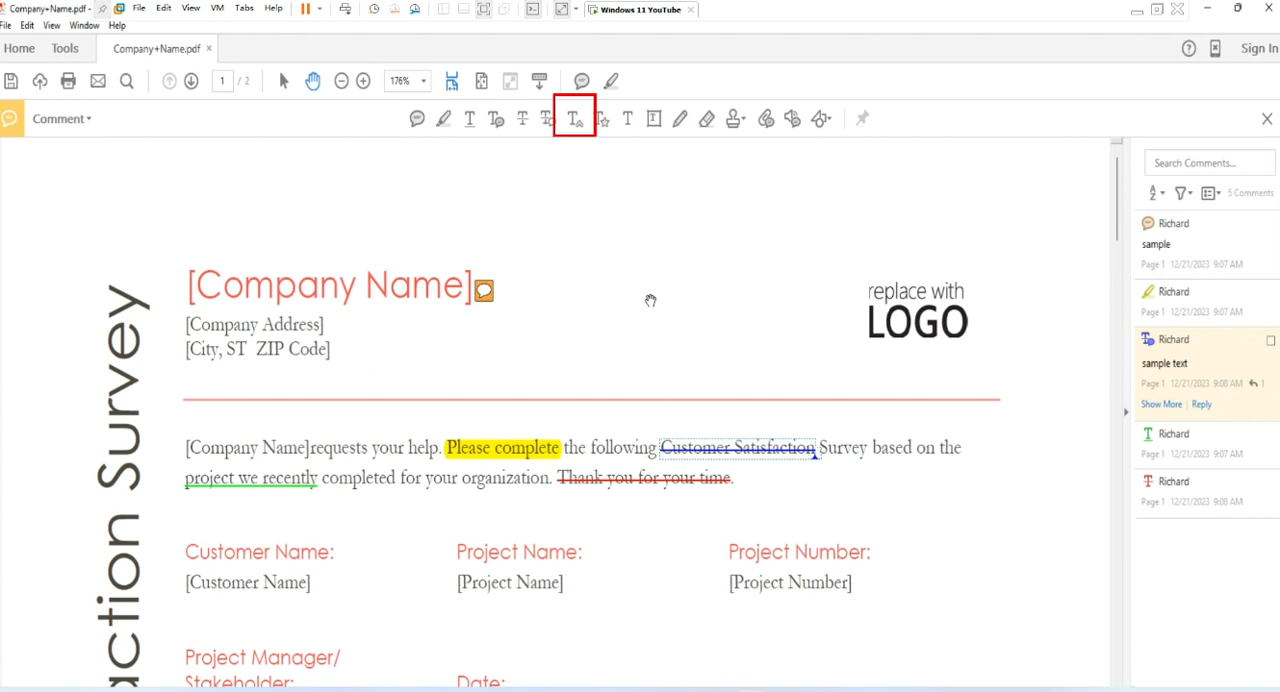 Company+Name.pdf - File Edit View VM Tabs Help Windows 11 YouTube
File Edit View Window Help
Home Tools Company+Name.pdf Sign In
1 / 2 176%
Comment
Search Comments...
5 Comments
Richard
sample
Page 1 12/21/2023 9:07 AM
Richard
Page 1 12/21/2023 9:07 AM
Richard
sample text
Page 1 12/21/2023 9:08 AM 1
Show More Reply
Richard
Page 1 12/21/2023 9:07 AM
Richard
Page 1 12/21/2023 9:08 AM
action Survey
[Company Name]
[Company Address]
[City, ST ZIP Code]
replace with
LOGO
[Company Name]requests your help. Please complete the following Customer Satisfaction Survey based on the
project we recently completed for your organization. Thank you for your time.
Customer Name: Project Name: Project Number:
[Customer Name] [Project Name] [Project Number]
Project Manager/
Stakeholder: Date: